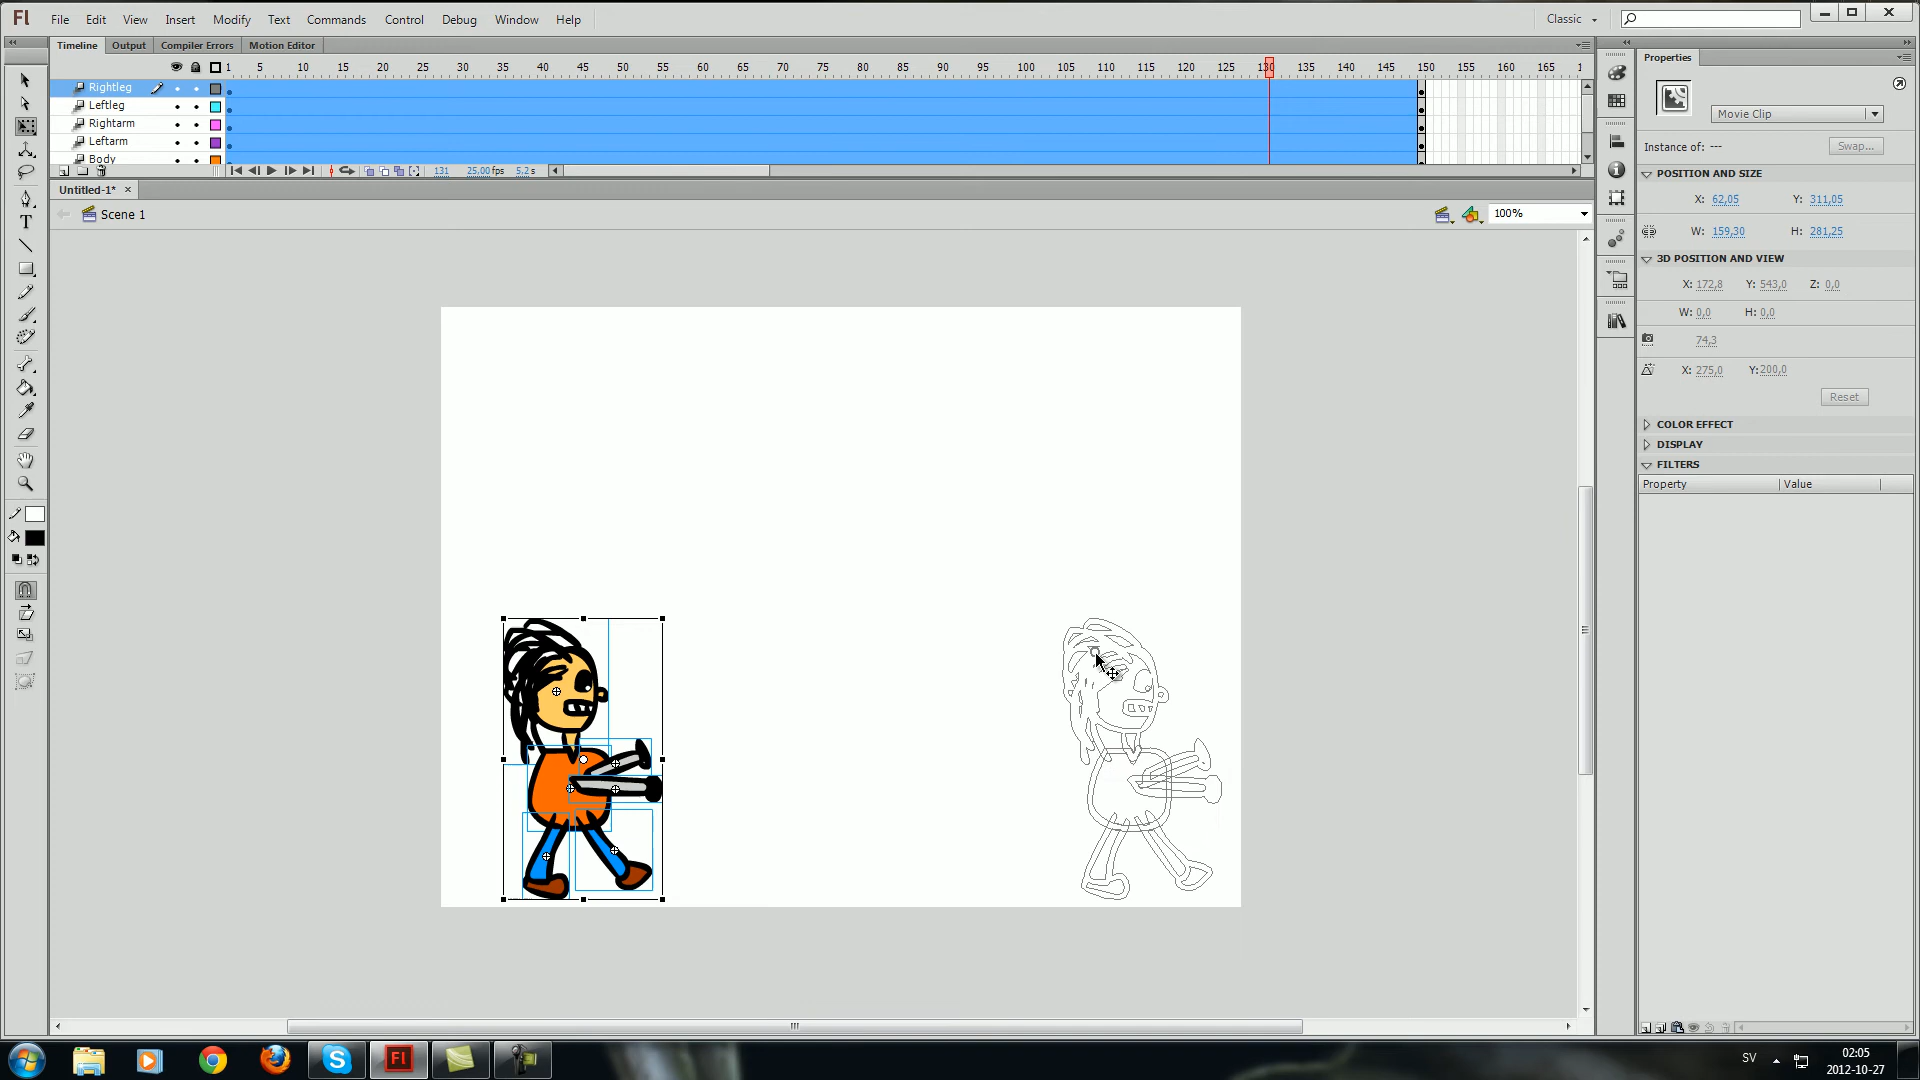 Fl File Edit View Insert Modify Text Commands Control Debug Window Help Classic
Timeline Output Compiler Errors Motion Editor Properties
1 5 10 15 20 25 30 35 40 45 50 55 60 65 70 75 80 85 90 95 100 105 110 115 120 125 130 135 140 145 150 155 160 165 1
Rightleg
Leftleg
Rightarm
Leftarm
Body
131 25.00 fps 5.2 s
Untitled-1*
Scene 1 100%
Movie Clip
Instance of: --- Swap...
POSITION AND SIZE
X: 62,05 Y: 311,05
W: 159,30 H: 281,25
3D POSITION AND VIEW
X: 172,8 Y: 543,0 Z: 0,0
W: 0,0 H: 0,0
74,3
X: 275,0 Y: 200,0
Reset
COLOR EFFECT
DISPLAY
FILTERS
Property Value
T
S Fl SV 02:05
2012-10-27